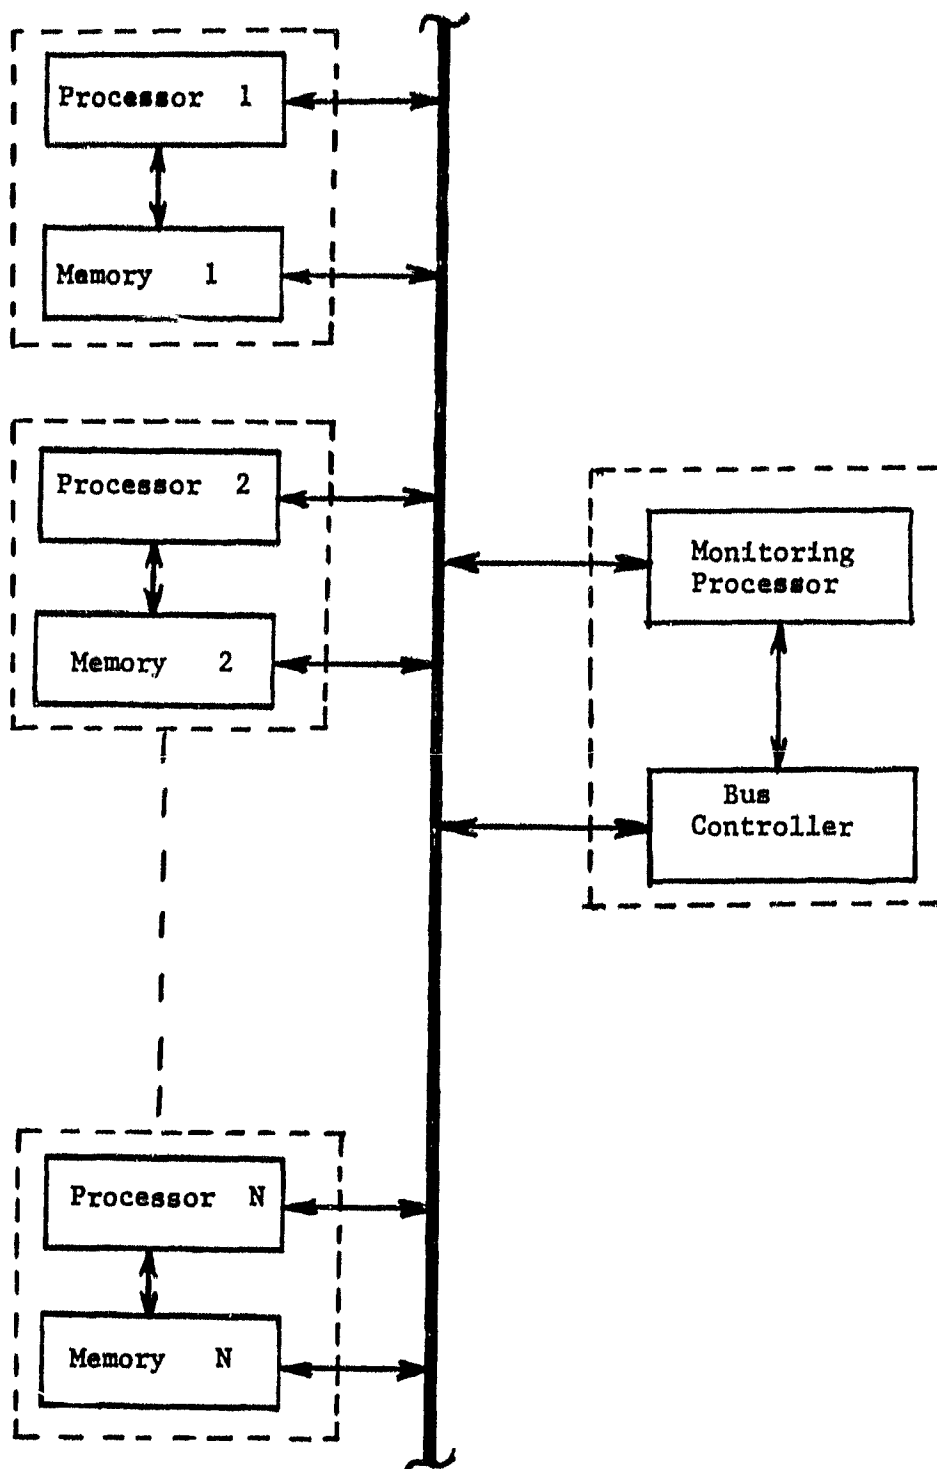 Processor 1
Memory 1
Processor 2
Memory 2
Monitoring
Processor
Bus
Controller
Processor N
Memory N